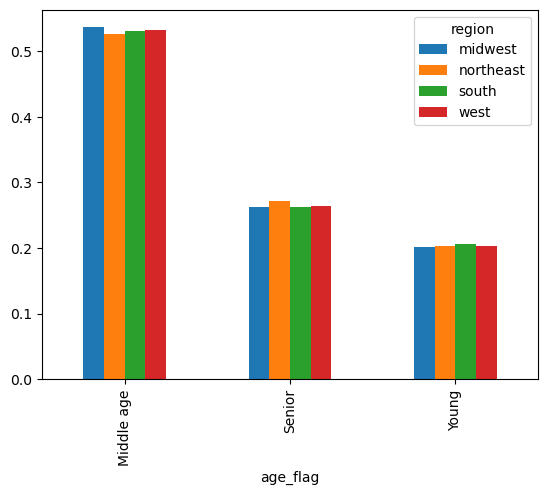 region
midwest
northeast
south
west
0.5
0.4
0.3
0.2
0.1
0.0
Middle age
Senior
Young
age_flag